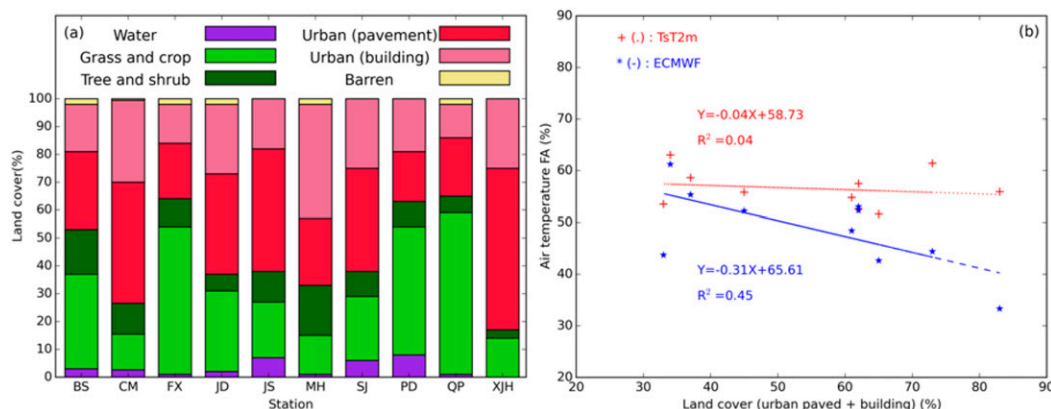 (a)
Water
Urban (pavement)
Grass and crop
Urban (building)
Tree and shrub
Barren
Land cover(%)
100
90
80
70
60
50
40
30
20
10
0
BS CM FX JD JS MH SJ PD QP XJH
Station
(b)
+ (.) : TsT2m
* (-) : ECMWF
Y=-0.04X+58.73
R² =0.04
Y=-0.31X+65.61
R² =0.45
Air temperature FA (%)
90
80
70
60
50
40
30
20
20 30 40 50 60 70 80 90
Land cover (urban paved + building) (%)